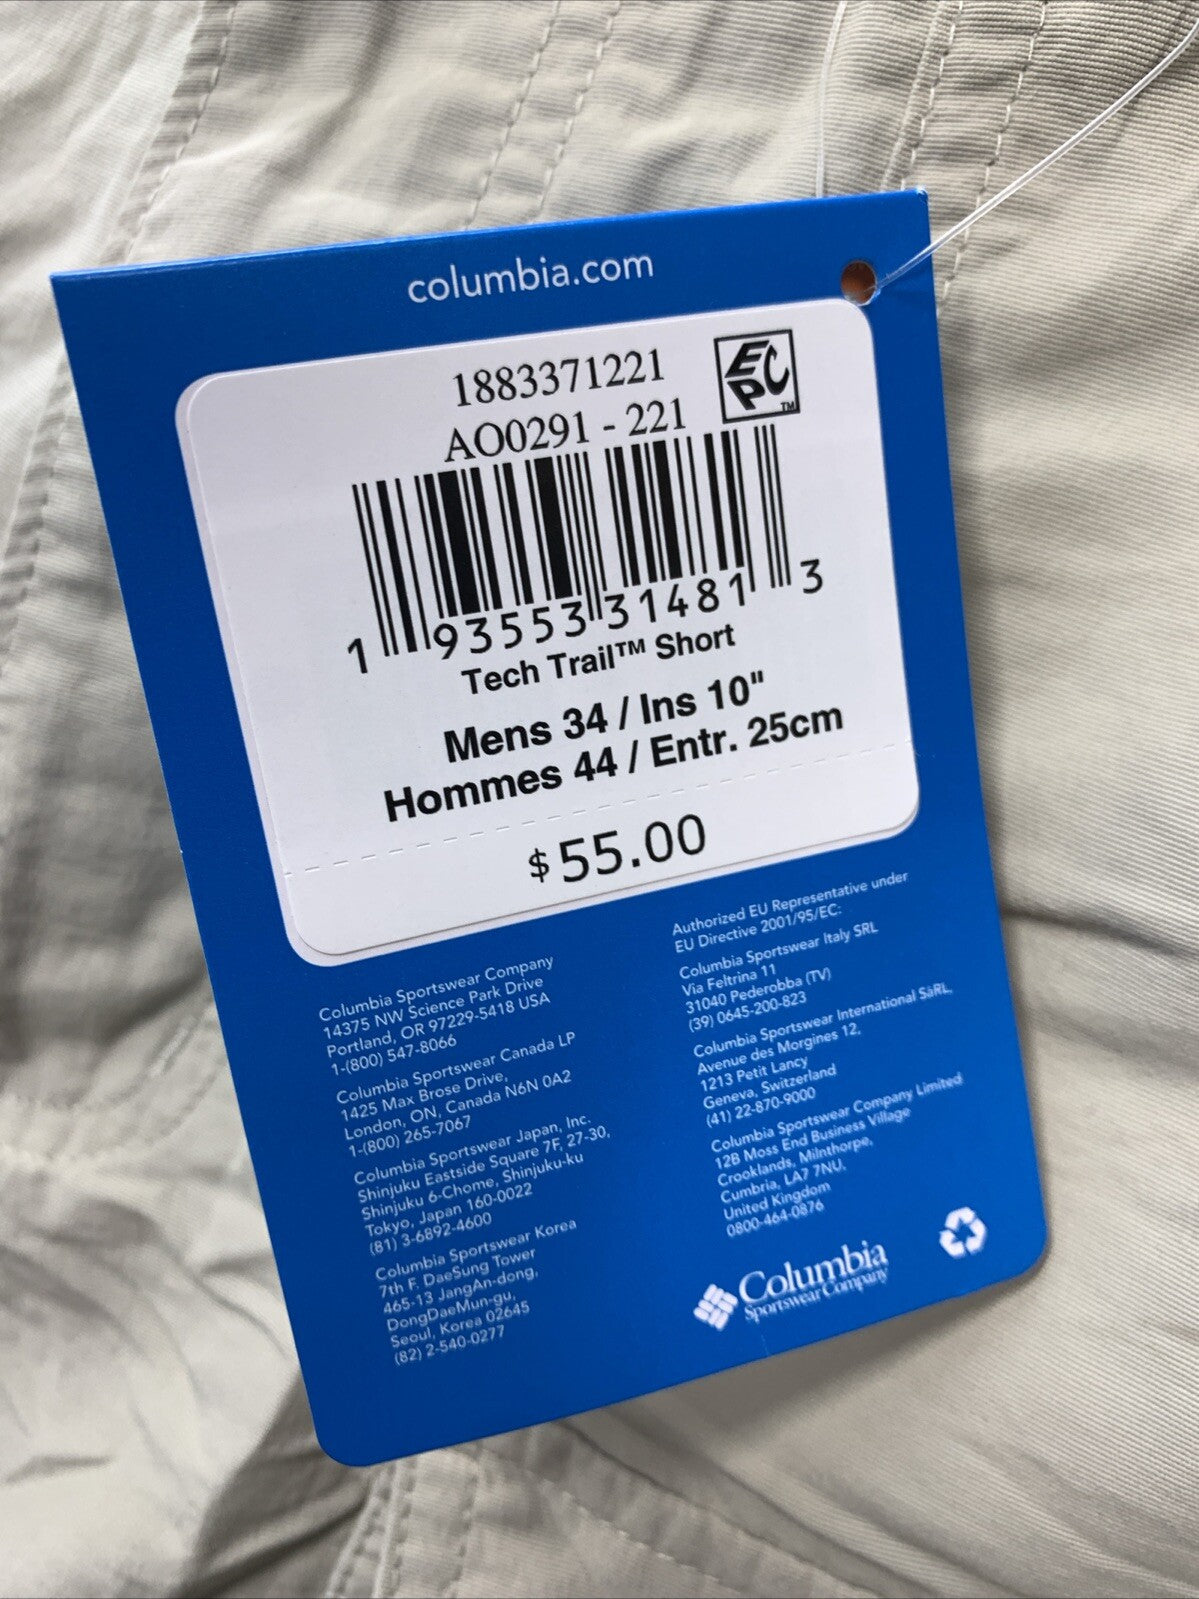 columbia.com
1883371221
AO0291 - 221
EPC TM
1 93553 31481 3
Tech Trail™ Short
Mens 34 / Ins 10"
Hommes 44 / Entr. 25cm
$55.00
Columbia Sportswear Company
14375 NW Science Park Drive
Portland, OR 97229-5418 USA
1-(800) 547-8066
Columbia Sportswear Canada LP
1425 Max Brose Drive,
London, ON, Canada N6N 0A2
1-(800) 265-7067
Columbia Sportswear Japan, Inc.
Shinjuku Eastside Square 7F, 27-30,
Shinjuku 6-Chome, Shinjuku-ku
Tokyo, Japan 160-0022
(81) 3-6892-4600
Columbia Sportswear Korea
7th F. DaeSung Tower
465-13 JangAn-dong,
DongDaeMun-gu,
Seoul, Korea 02645
(82) 2-540-0277
Authorized EU Representative under
EU Directive 2001/95/EC:
Columbia Sportswear Italy SRL
Via Feltrina 11
31040 Pederobba (TV)
(39) 0645-200-823
Columbia Sportswear International SàRL,
Avenue des Morgines 12,
1213 Petit Lancy
Geneva, Switzerland
(41) 22-870-9000
Columbia Sportswear Company Limited
12B Moss End Business Village
Crooklands, Milnthorpe,
Cumbria, LA7 7NU,
United Kingdom
0800-464-0876
Columbia
Sportswear Company